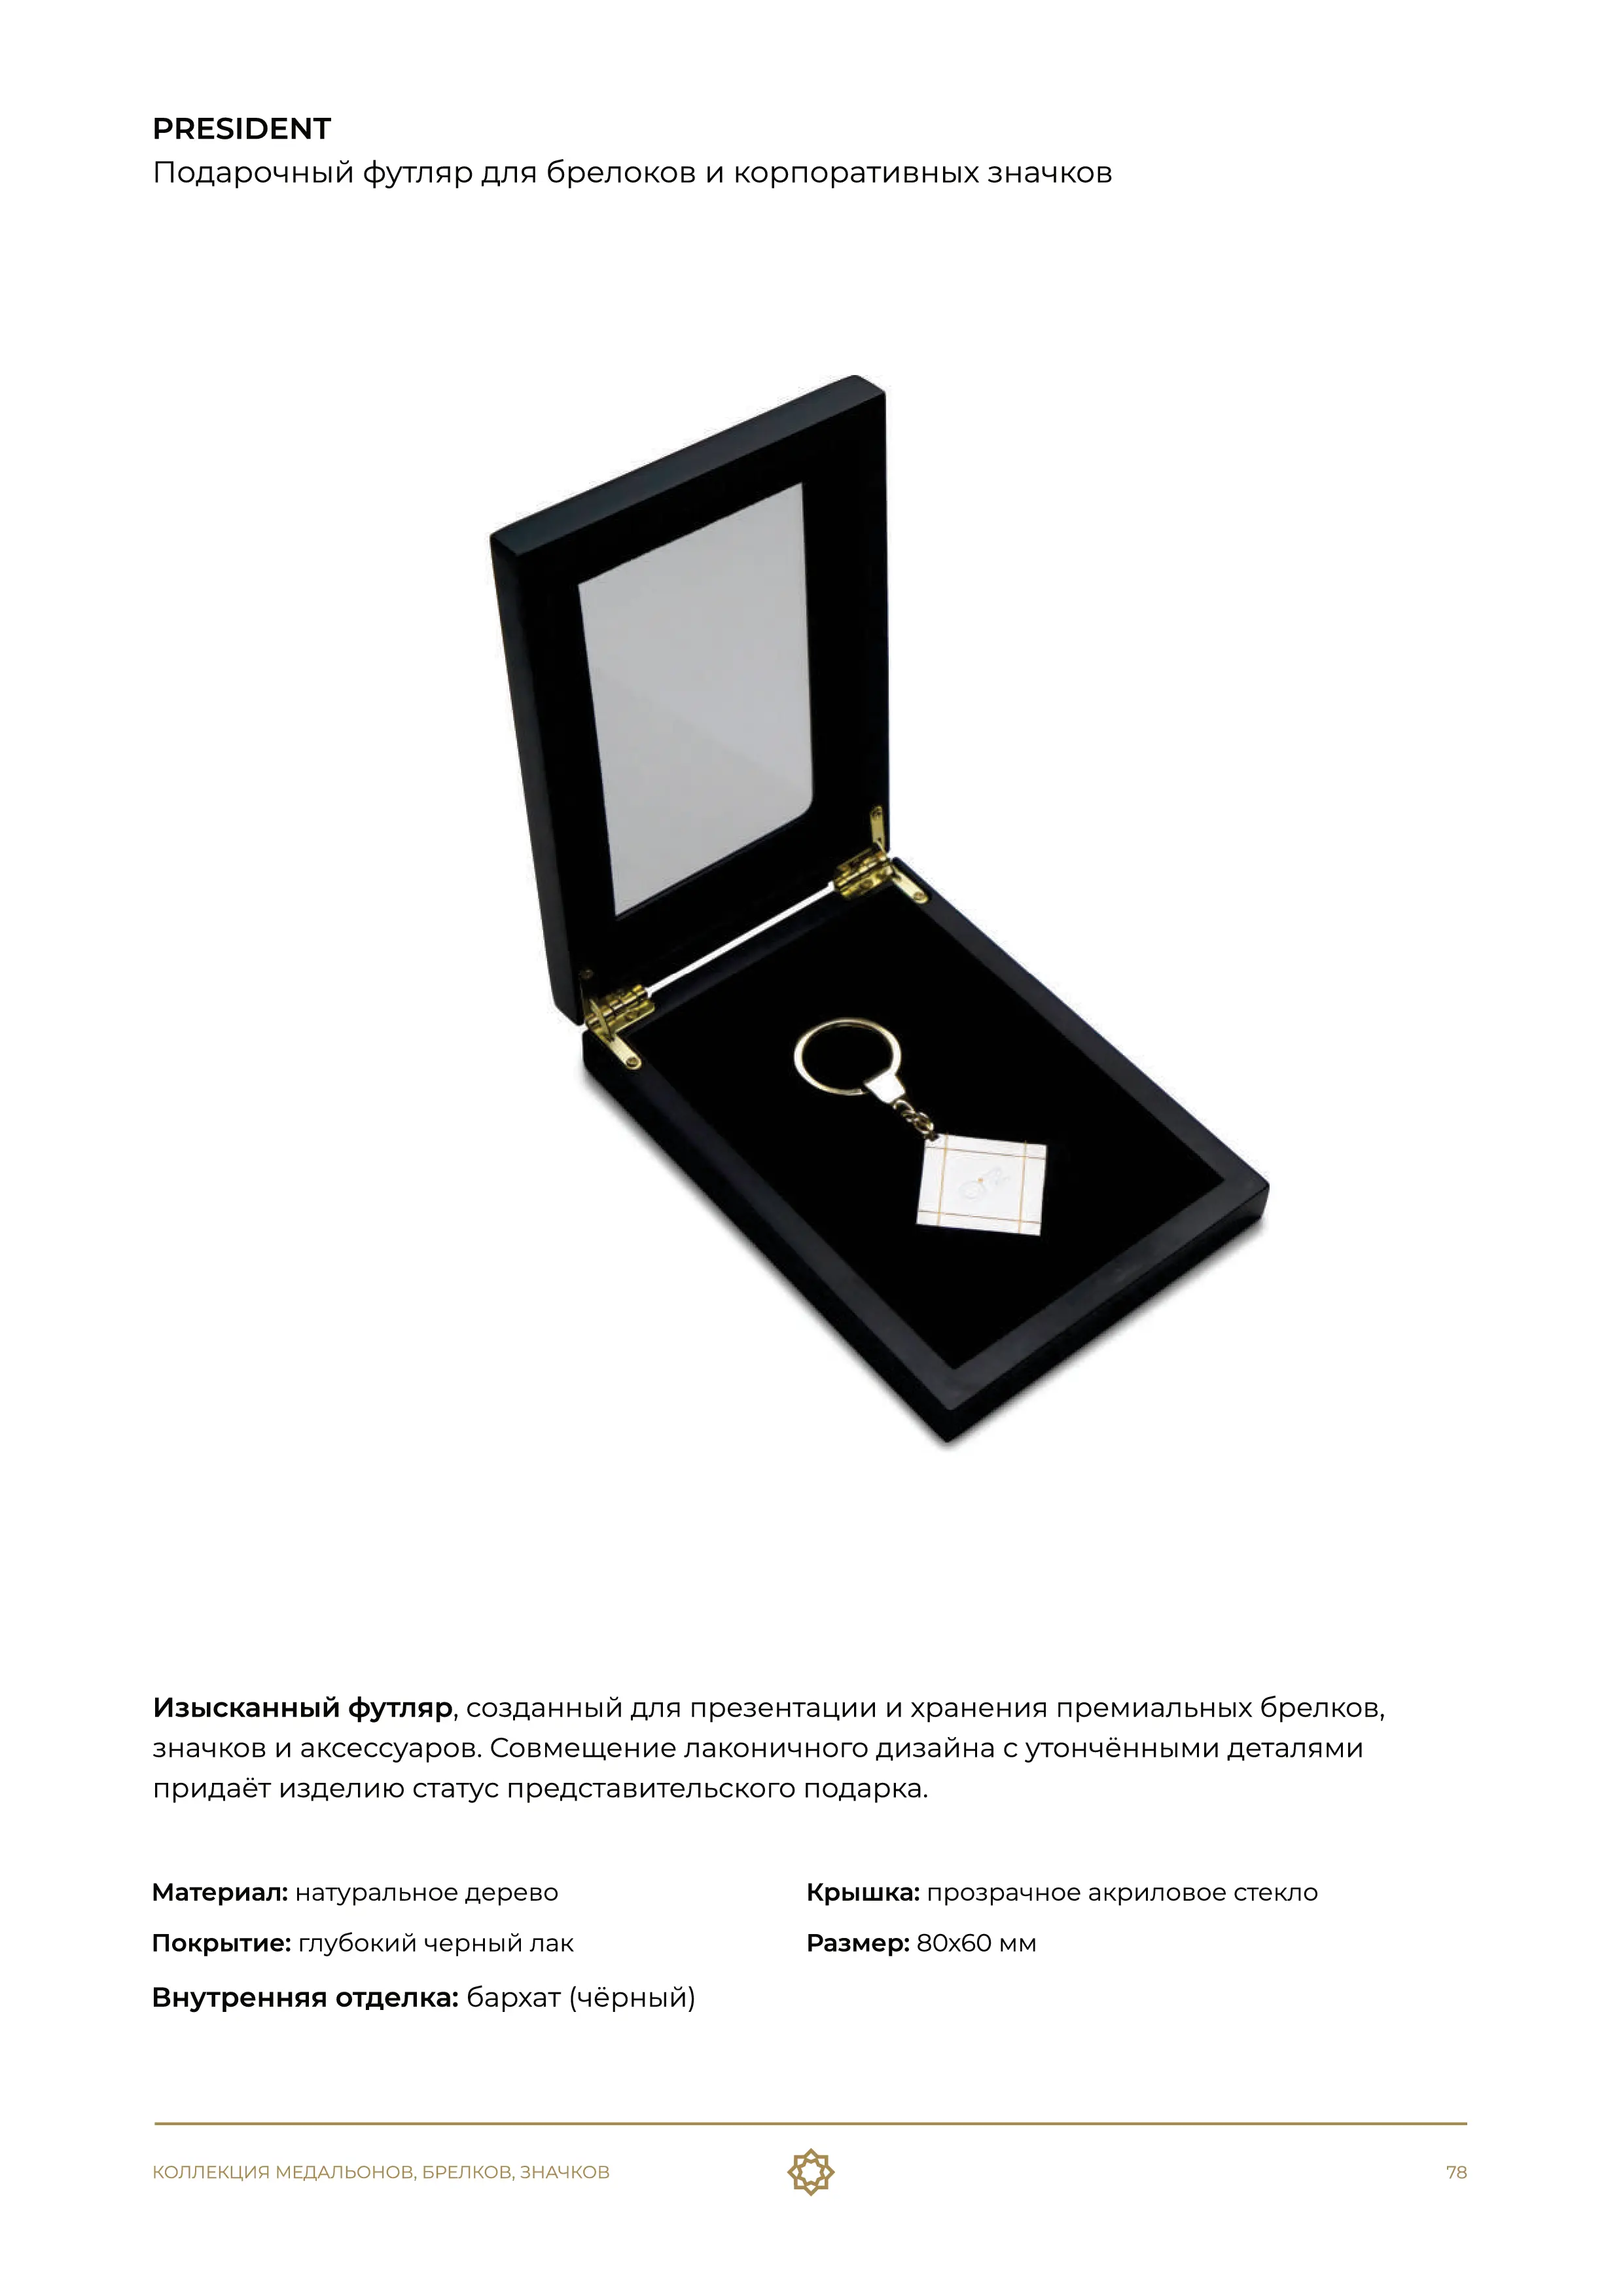 PRESIDENT
Подарочный футляр для брелоков и корпоративных значков
Изысканный футляр, созданный для презентации и хранения премиальных брелков,
значков и аксессуаров. Совмещение лаконичного дизайна с утончёнными деталями
придаёт изделию статус представительского подарка.
Материал: натуральное дерево
Покрытие: глубокий черный лак
Внутренняя отделка: бархат (чёрный)
Крышка: прозрачное акриловое стекло
Размер: 80x60 мм
КОЛЛЕКЦИЯ МЕДАЛЬОНОВ, БРЕЛКОВ, ЗНАЧКОВ
78